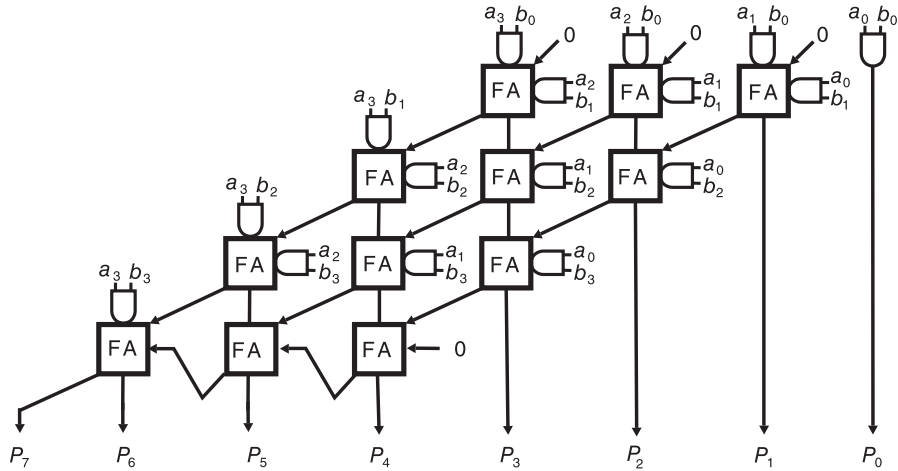 a₃ b₀ a₂ b₀ a₁ b₀ a₀ b₀
0 0 0
FA a₂ FA a₁ FA a₀
b₁ b₁ b₁
a₃ b₁
FA a₂ FA a₁ FA a₀
b₂ b₂ b₂
a₃ b₂
FA a₂ FA a₁ FA a₀
b₃ b₃ b₃
a₃ b₃
FA FA FA 0
P₇ P₆ P₅ P₄ P₃ P₂ P₁ P₀